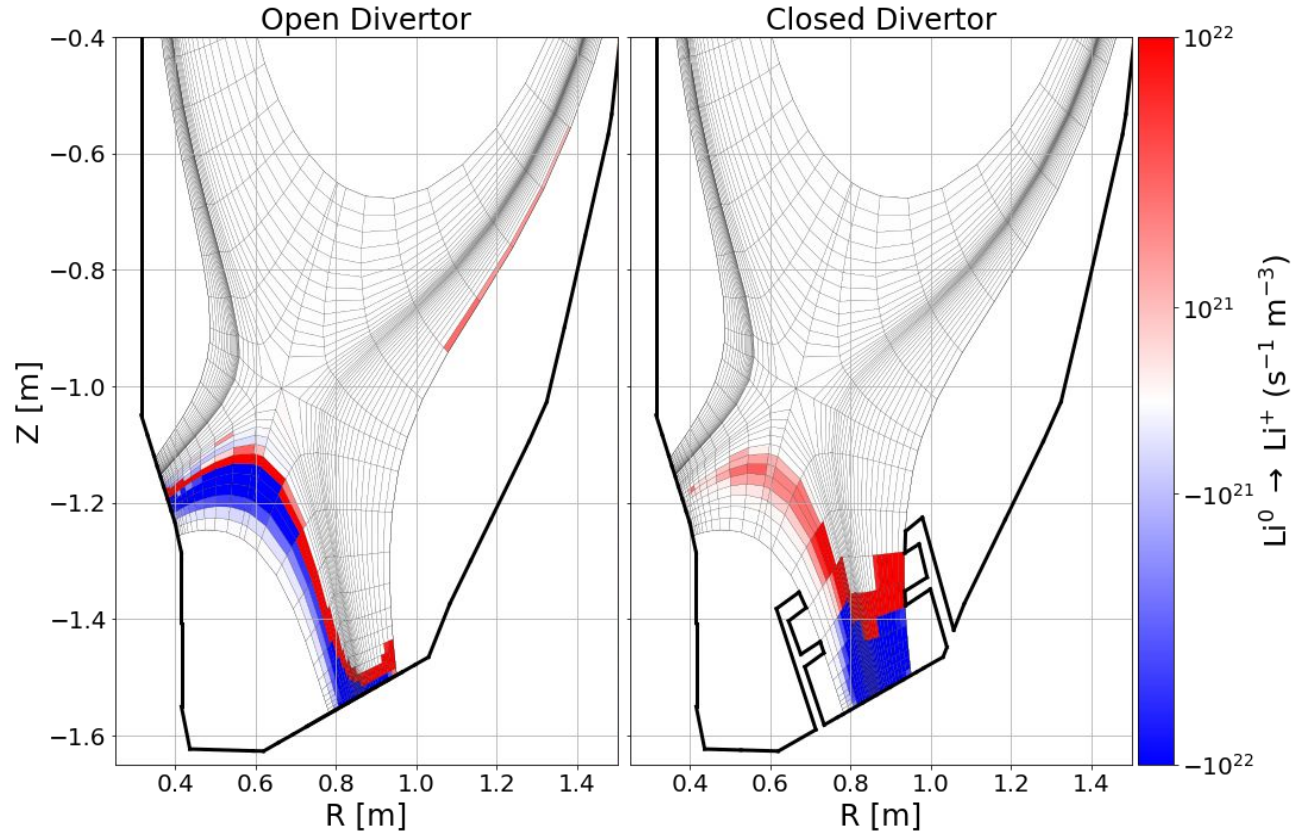 Open Divertor
Closed Divertor
−0.4
−0.6
−0.8
−1.0
−1.2
−1.4
−1.6
Z [m]
0.4 0.6 0.8 1.0 1.2 1.4
R [m]
0.4 0.6 0.8 1.0 1.2 1.4
R [m]
10²²
10²¹
−10²¹
−10²²
Li⁰ → Li⁺ (s⁻¹ m⁻³)